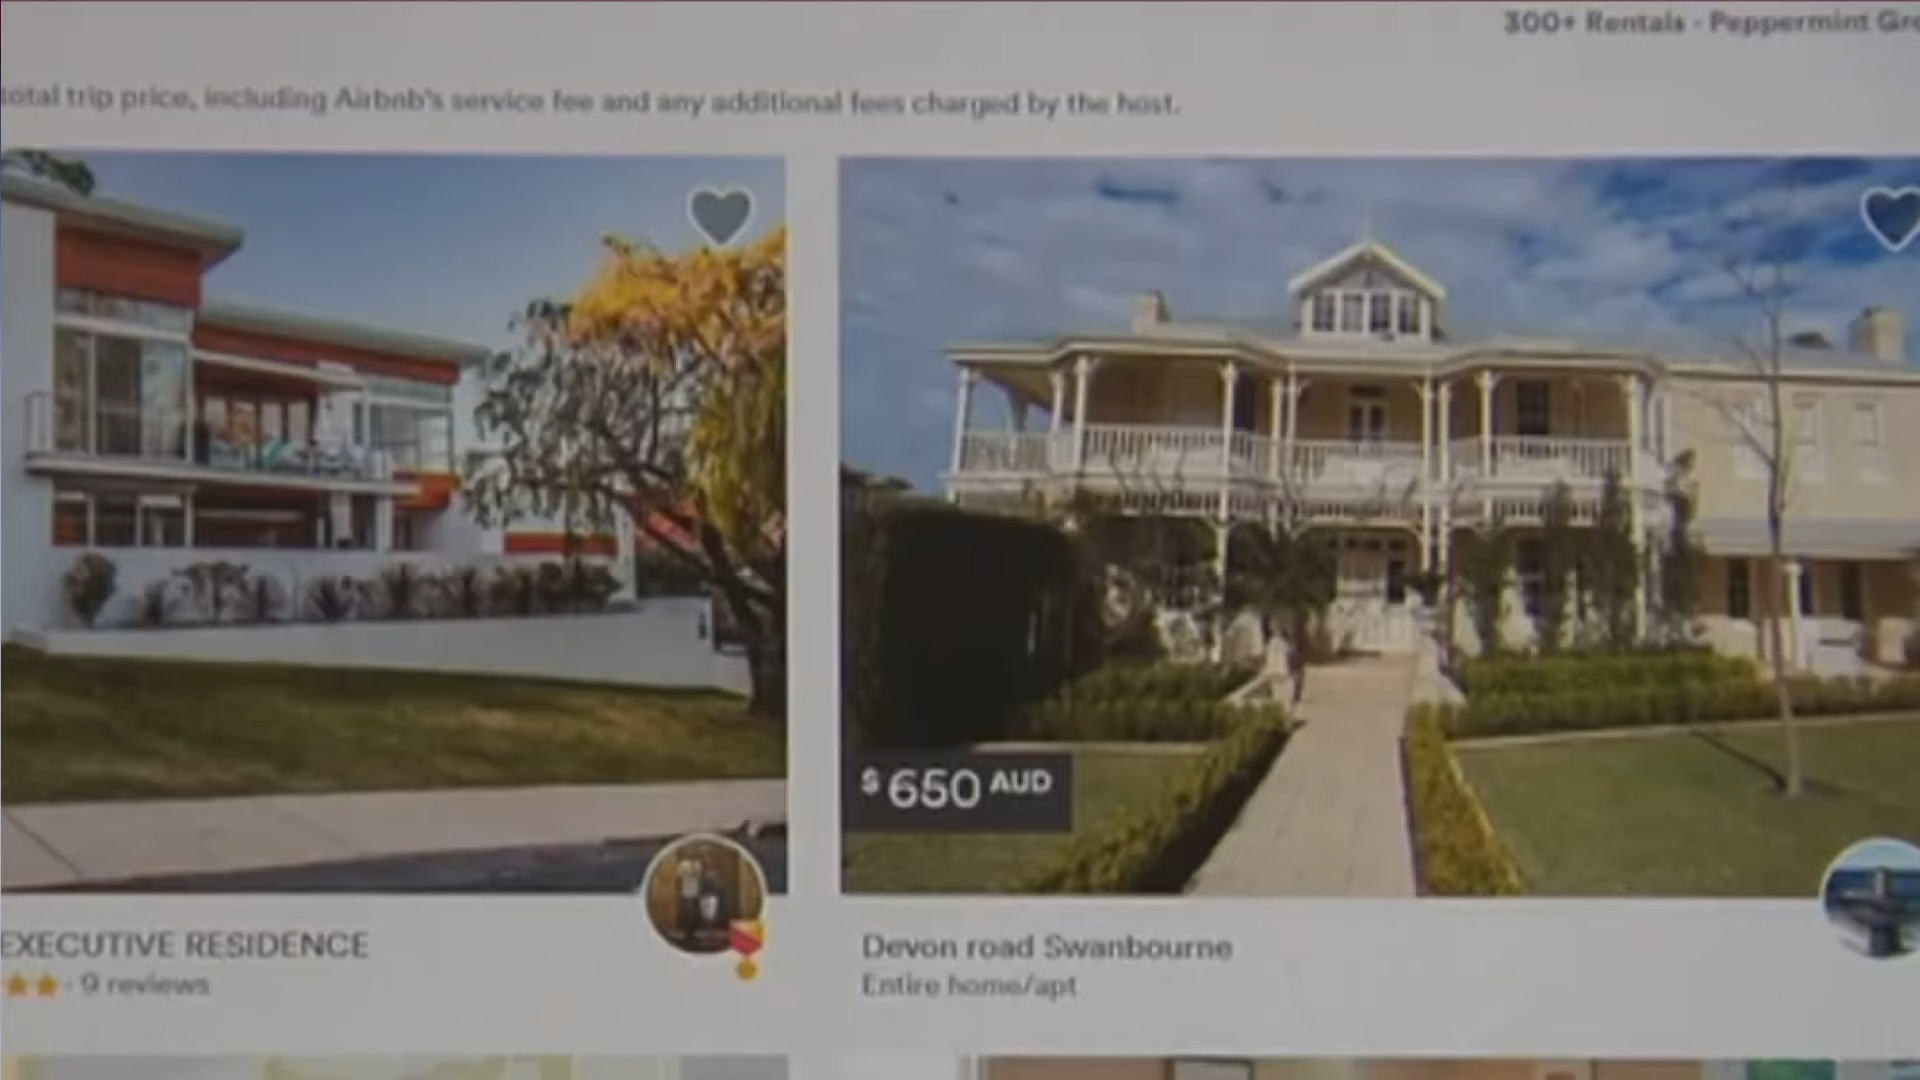 300+ Rentals · Peppermint Gro
total trip price, including Airbnb's service fee and any additional fees charged by the host.
$650 AUD
EXECUTIVE RESIDENCE
9 reviews
Devon road Swanbourne
Entire home/apt